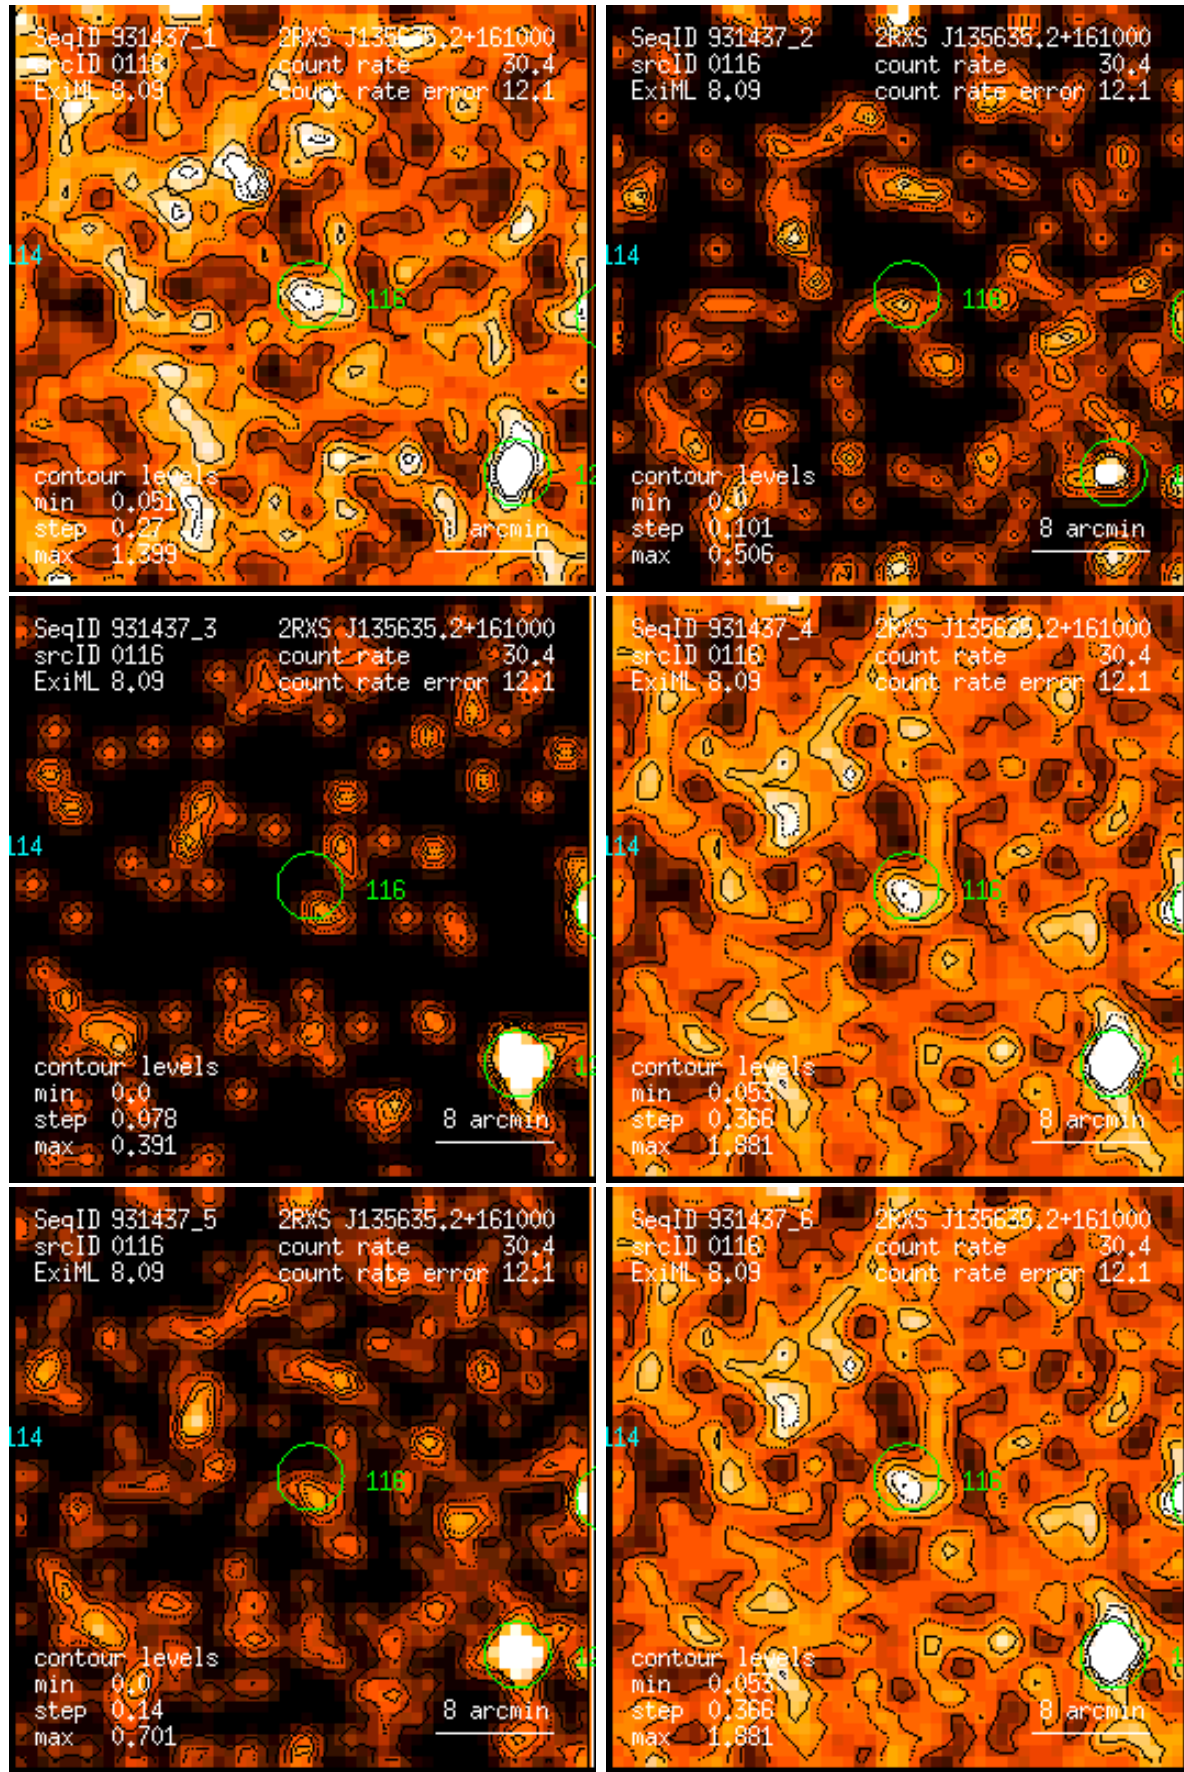 SeqID 931437_1 2RXS J135635.2+161000
srcID 0116 count rate 30.4
ExiML 8.09 count rate error 12.1
114
116
contour levels
12
min 0.051
step 0.27
8 arcmin
max 1.399
SeqID 931437_2 2RXS J135635.2+161000
srcID 0116 count rate 30.4
ExiML 8.09 count rate error 12.1
114
116
contour levels
1
min 0.0
step 0.101
8 arcmin
max 0.506
SeqID 931437_3 2RXS J135635.2+161000
srcID 0116 count rate 30.4
ExiML 8.09 count rate error 12.1
114
116
contour levels
12
min 0.0
step 0.078
8 arcmin
max 0.391
SeqID 931437_4 2RXS J135635.2+161000
srcID 0116 count rate 30.4
ExiML 8.09 count rate error 12.1
114
116
contour levels
1
min 0.053
step 0.366
8 arcmin
max 1.881
SeqID 931437_5 2RXS J135635.2+161000
srcID 0116 count rate 30.4
ExiML 8.09 count rate error 12.1
114
116
contour levels
12
min 0.0
step 0.14
8 arcmin
max 0.701
SeqID 931437_6 2RXS J135635.2+161000
srcID 0116 count rate 30.4
ExiML 8.09 count rate error 12.1
114
116
contour levels
1
min 0.053
step 0.366
8 arcmin
max 1.881